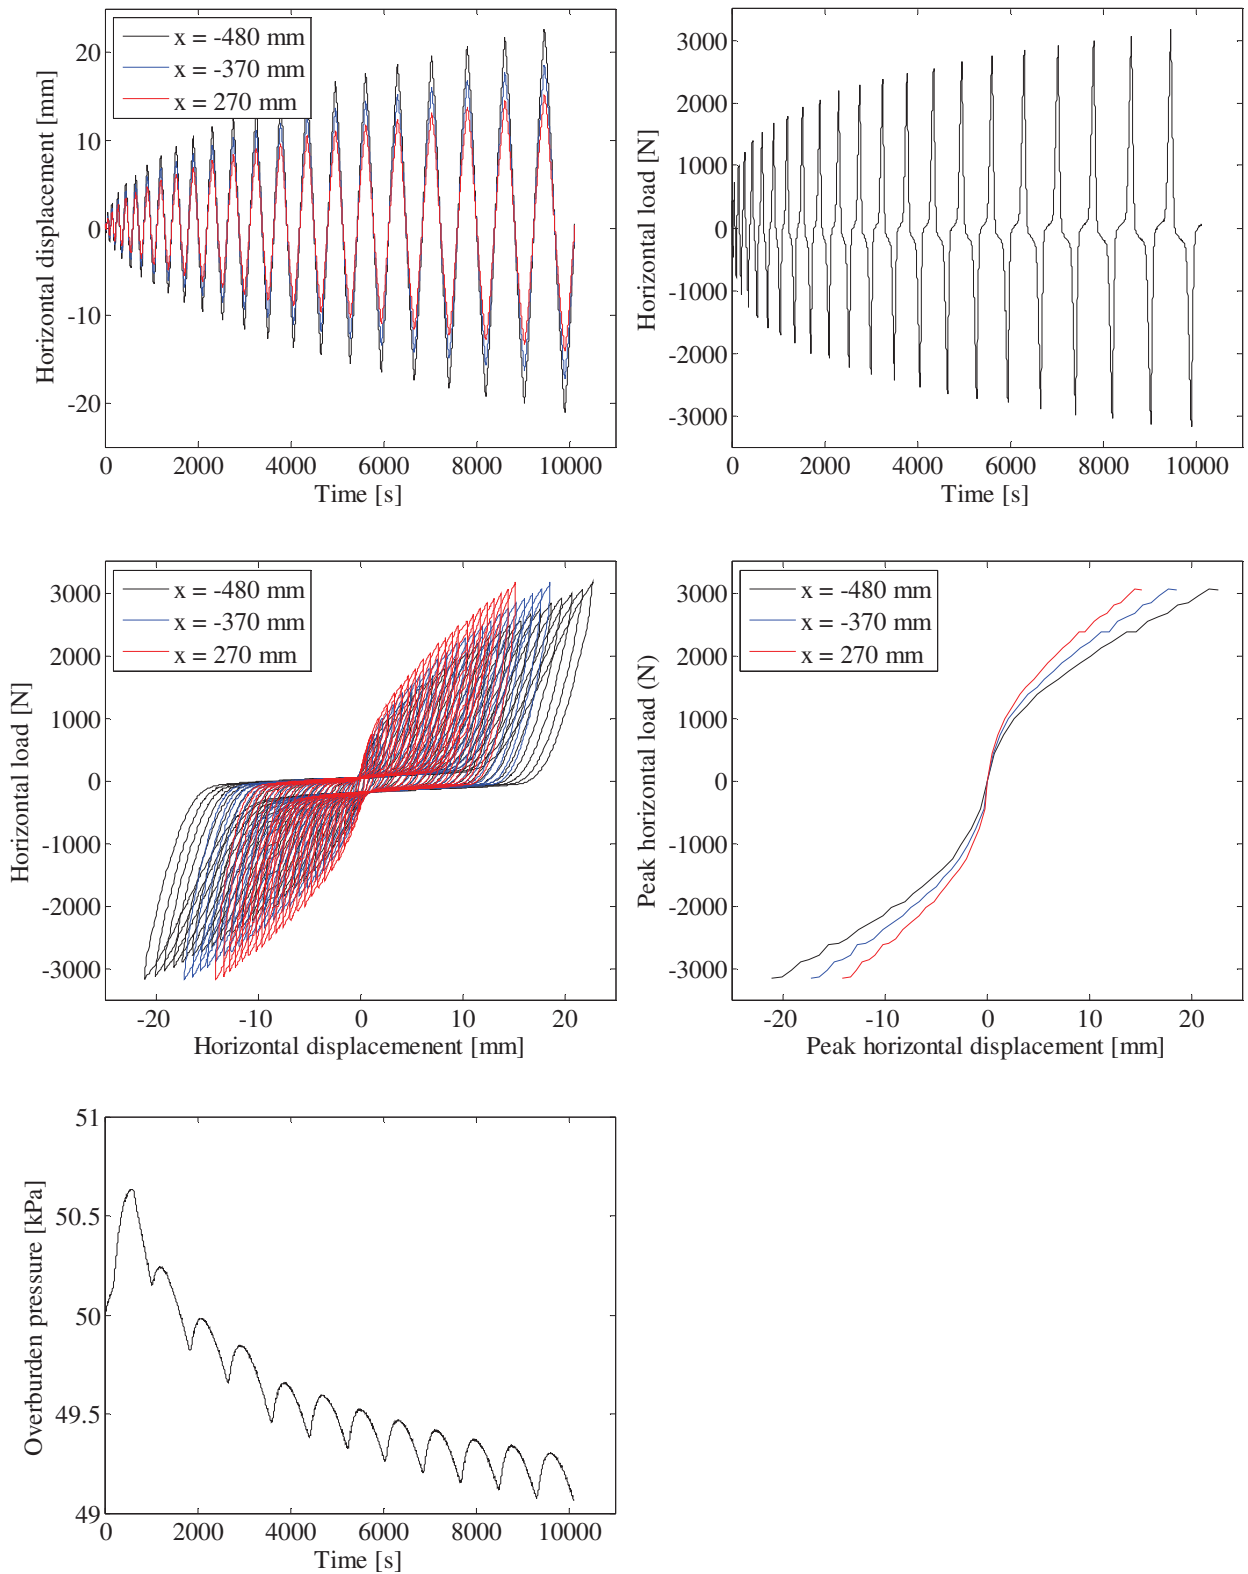 x = -480 mm
x = -370 mm
x = 270 mm
20
10
0
-10
-20
Horizontal displacement [mm]
0 2000 4000 6000 8000 10000
Time [s]
3000
2000
1000
0
-1000
-2000
-3000
Horizontal load [N]
0 2000 4000 6000 8000 10000
Time [s]
x = -480 mm
x = -370 mm
x = 270 mm
3000
2000
1000
0
-1000
-2000
-3000
Horizontal load [N]
-20 -10 0 10 20
Horizontal displacemenent [mm]
x = -480 mm
x = -370 mm
x = 270 mm
3000
2000
1000
0
-1000
-2000
-3000
Peak horizontal load (N)
-20 -10 0 10 20
Peak horizontal displacement [mm]
51
50.5
50
49.5
49
Overburden pressure [kPa]
0 2000 4000 6000 8000 10000
Time [s]